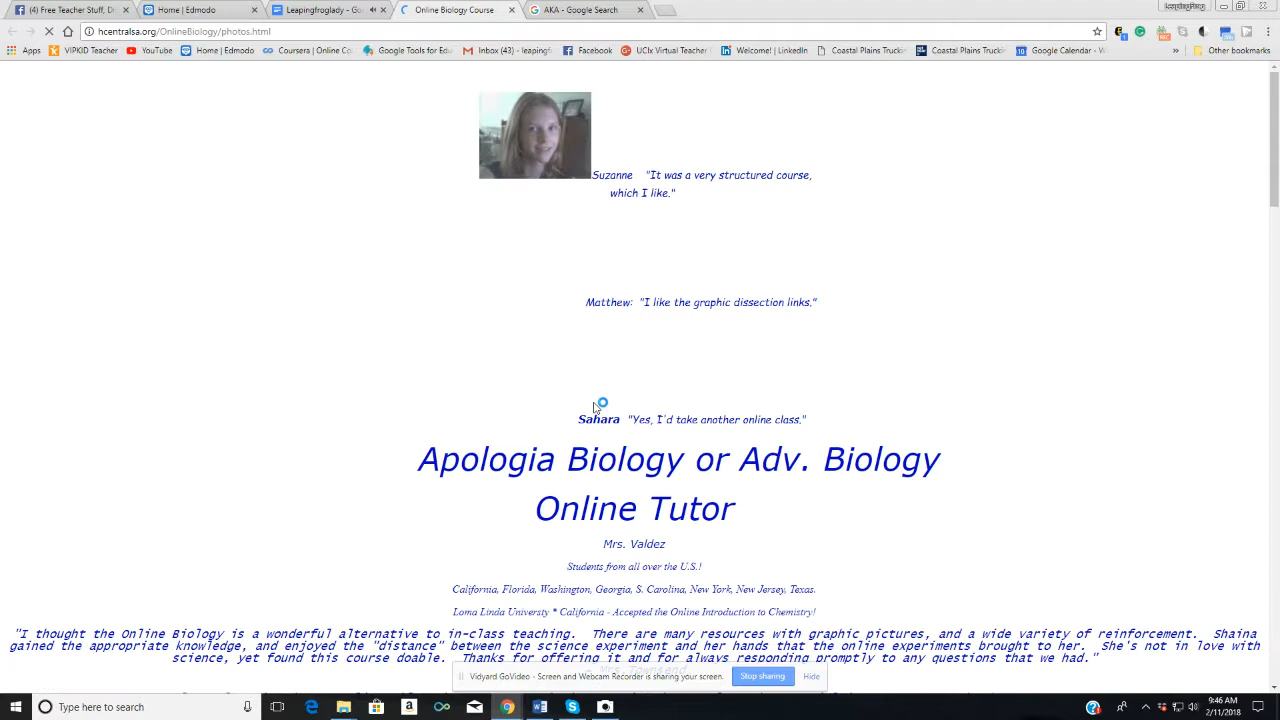 (4) Free Teacher Stuff, Di
Home | Edmodo
Leapingfroglady - Go
Online Biology Course
AKA - Google Search
LeapingFrog
hcentralsa.org/OnlineBiology/photos.html
Apps
VIPKID Teacher
YouTube
Home | Edmodo
Coursera | Online Co
Google Tools for Edu
Inbox (43) - leapingf
Facebook
UCIx Virtual Teacher
Welcome! | LinkedIn
Coastal Plains Truckin
Coastal Plains Truckin
Google Calendar - W
Other bookmarks
Suzanne "It was a very structured course,
which I like."
Matthew: "I like the graphic dissection links."
Sahara "Yes, I'd take another online class."
Apologia Biology or Adv. Biology
Online Tutor
Mrs. Valdez
Students from all over the U.S.!
California, Florida, Washington, Georgia, S. Carolina, New York, New Jersey, Texas.
Loma Linda Universty * California - Accepted the Online Introduction to Chemistry!
"I thought the Online Biology is a wonderful alternative to in-class teaching. There are many resources with graphic pictures, and a wide variety of reinforcement. Shaina
gained the appropriate knowledge, and enjoyed the "distance" between the science experiment and her hands that the online experiments brought to her. She's not in love with
science, yet found this course doable. Thanks for offering it and for always responding promptly to any questions that we had."
- Mrs. Townsend
Vidyard GoVideo - Screen and Webcam Recorder is sharing your screen.
Stop sharing
Hide
Type here to search
9:46 AM
2/11/2018